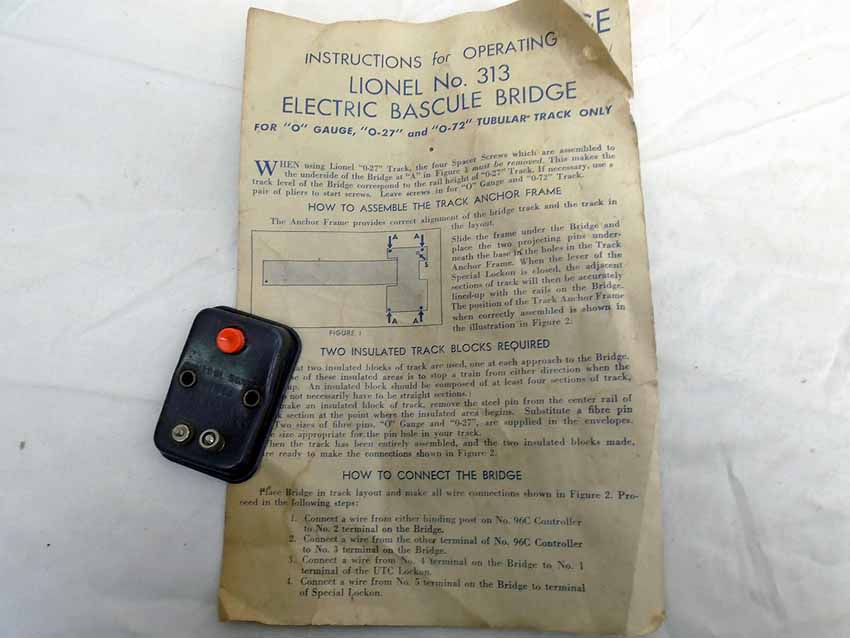 GE
INSTRUCTIONS for OPERATING
LIONEL No. 313
ELECTRIC BASCULE BRIDGE
FOR "O" GAUGE, "O-27" and "O-72" TUBULAR TRACK ONLY
WHEN using Lionel "0-27" Track, the four Spacer Screws which are assembled to
the underside of the Bridge at "A" in Figure 1 must be removed. This makes the
track level of the Bridge correspond to the rail height of "0-27" Track. If necessary, use a
pair of pliers to start screws. Leave screws in for "O" Gauge and "0-72" Track.
HOW TO ASSEMBLE THE TRACK ANCHOR FRAME
The Anchor Frame provides correct alignment of the bridge track and the track in
the layout.
Slide the frame under the Bridge and
place the two projecting pins under-
neath the base in the holes in the Track
Anchor Frame. When the lever of the
Special Lockon is closed, the adjacent
sections of track will then be accurately
lined-up with the rails on the Bridge.
The position of the Track Anchor Frame
when correctly assembled is shown in
the illustration in Figure 2.
A A
S
A A
FIGURE 1
TWO INSULATED TRACK BLOCKS REQUIRED
at two insulated blocks of track are used, one at each approach to the Bridge.
se of these insulated areas is to stop a train from either direction when the
up. An insulated block should be composed of at least four sections of track,
not necessarily have to be straight sections.
make an insulated block of track, remove the steel pin from the center rail of
section at the point where the insulated area begins. Substitute a fibre pin
Two sizes of fibre pins, "O" Gauge and "0-27", are supplied in the envelopes.
size appropriate for the pin hole in your track.
hen the track has been entirely assembled, and the two insulated blocks made,
re ready to make the connections shown in Figure 2.
HOW TO CONNECT THE BRIDGE
Place Bridge in track layout and make all wire connections shown in Figure 2. Pro-
ceed in the following steps:
1. Connect a wire from either binding post on No. 96C Controller
to No. 2 terminal on the Bridge.
2. Connect a wire from the other terminal of No. 96C Controller
to No. 3 terminal on the Bridge.
3. Connect a wire from No. 4 terminal on the Bridge to No. 1
terminal of the UTC Lockon.
4. Connect a wire from No. 5 terminal on the Bridge to terminal
of Special Lockon.